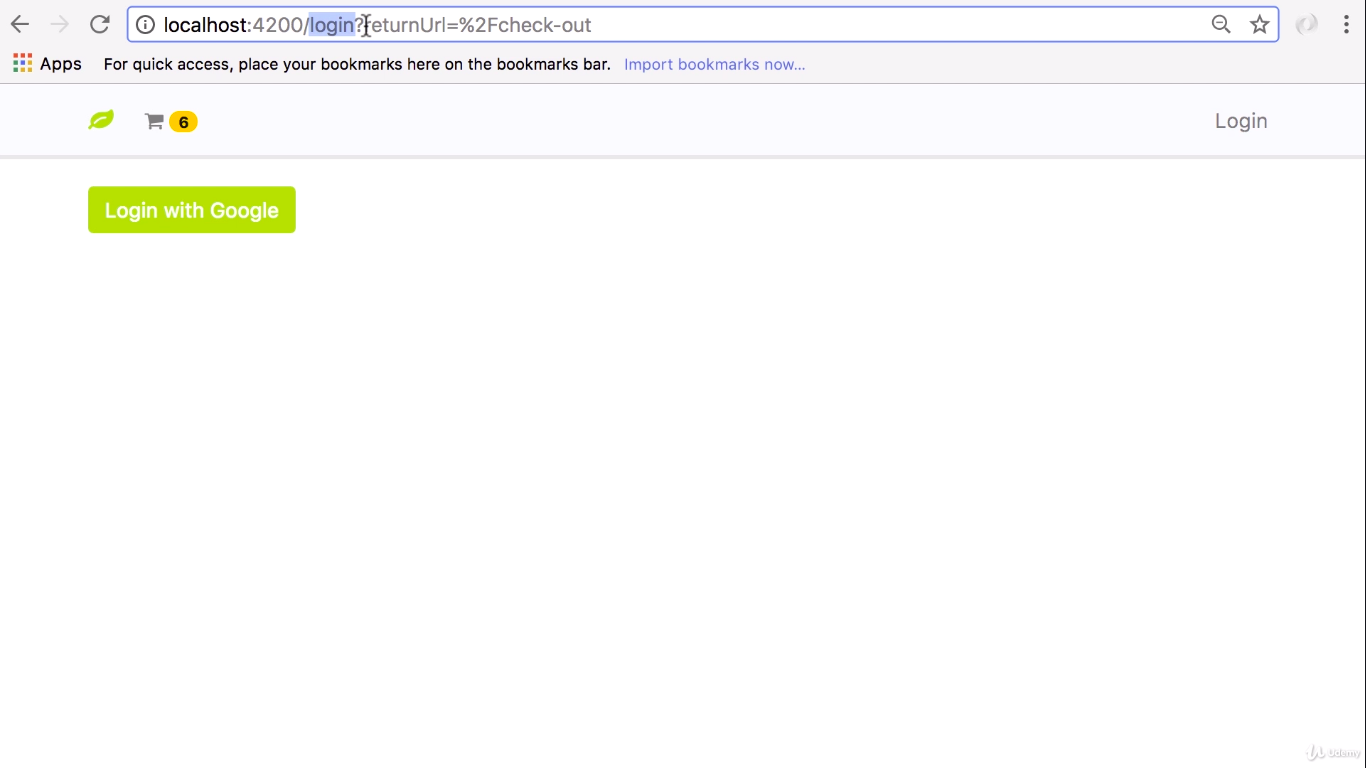 localhost:4200/login?returnUrl=%2Fcheck-out
Apps For quick access, place your bookmarks here on the bookmarks bar. Import bookmarks now...
6 Login
Login with Google
Udemy